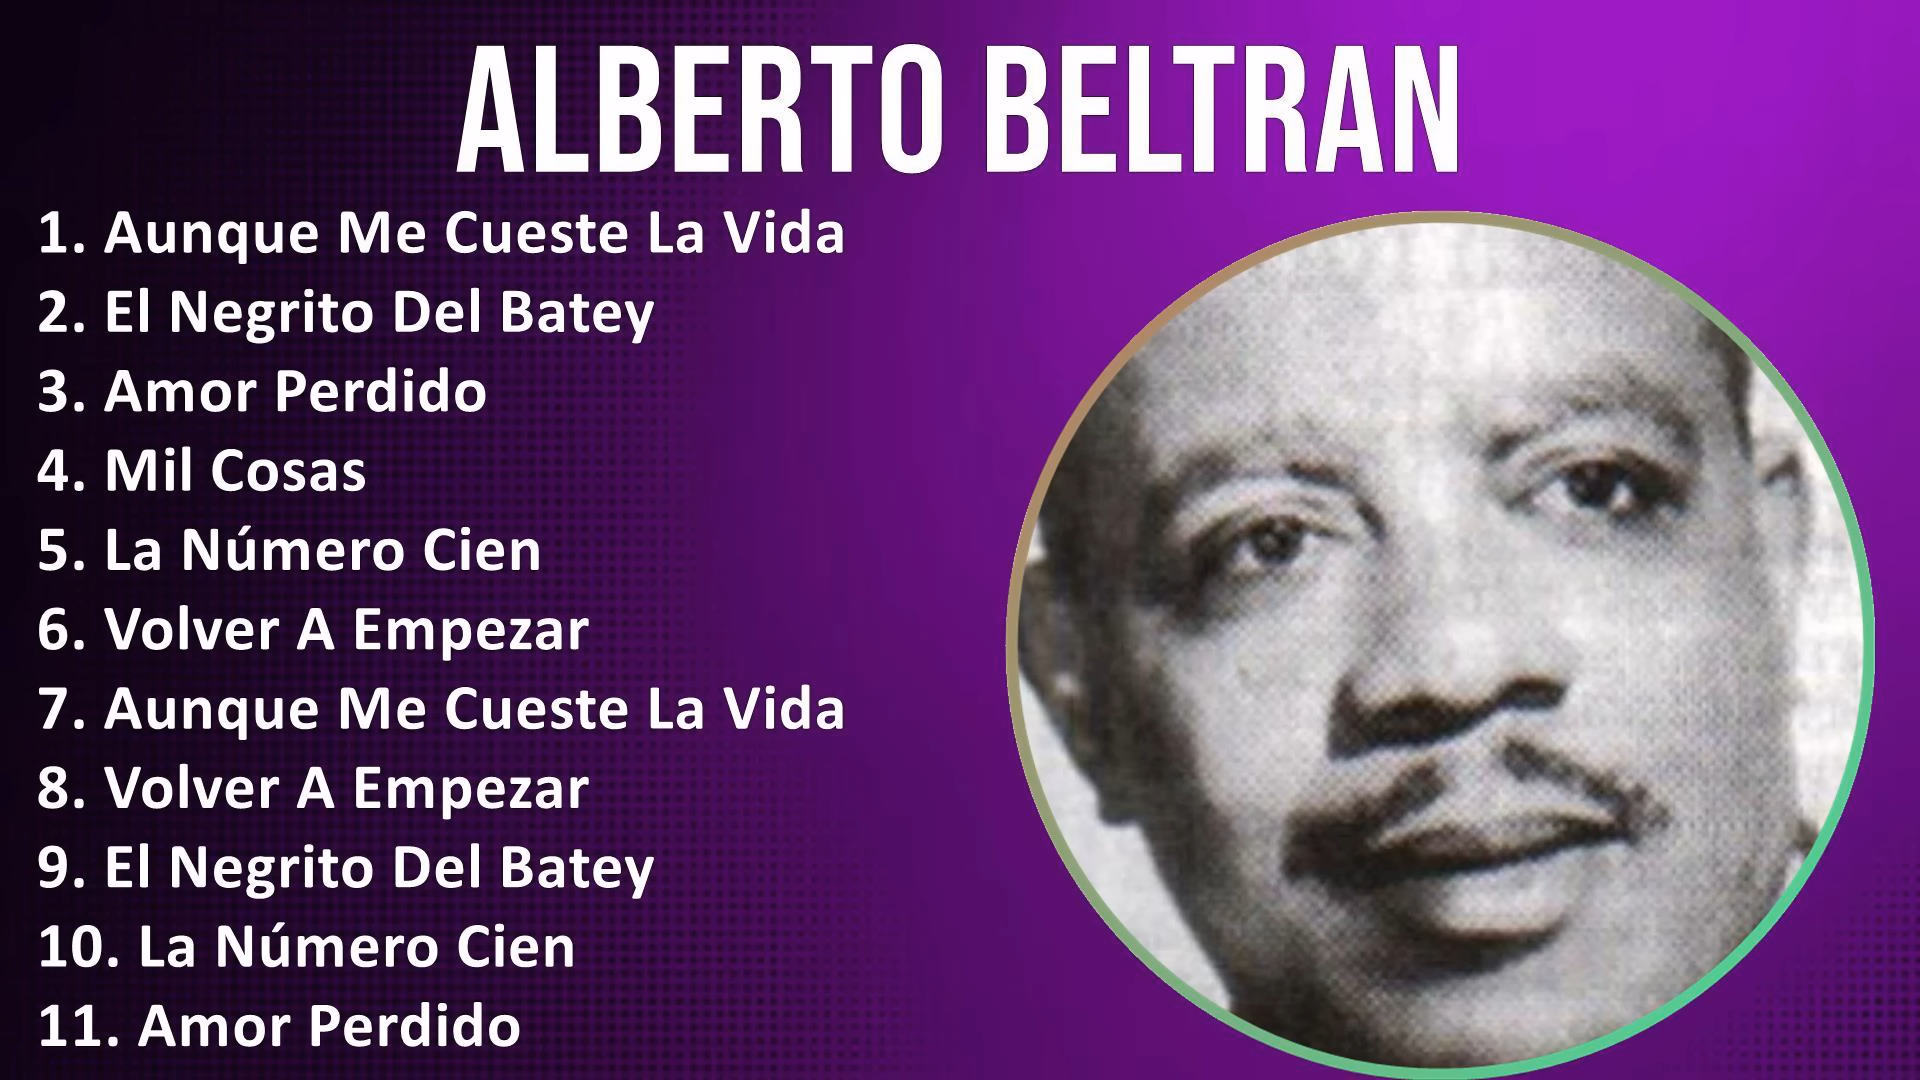 ALBERTO BELTRAN
1. Aunque Me Cueste La Vida
2. El Negrito Del Batey
3. Amor Perdido
4. Mil Cosas
5. La Número Cien
6. Volver A Empezar
7. Aunque Me Cueste La Vida
8. Volver A Empezar
9. El Negrito Del Batey
10. La Número Cien
11. Amor Perdido